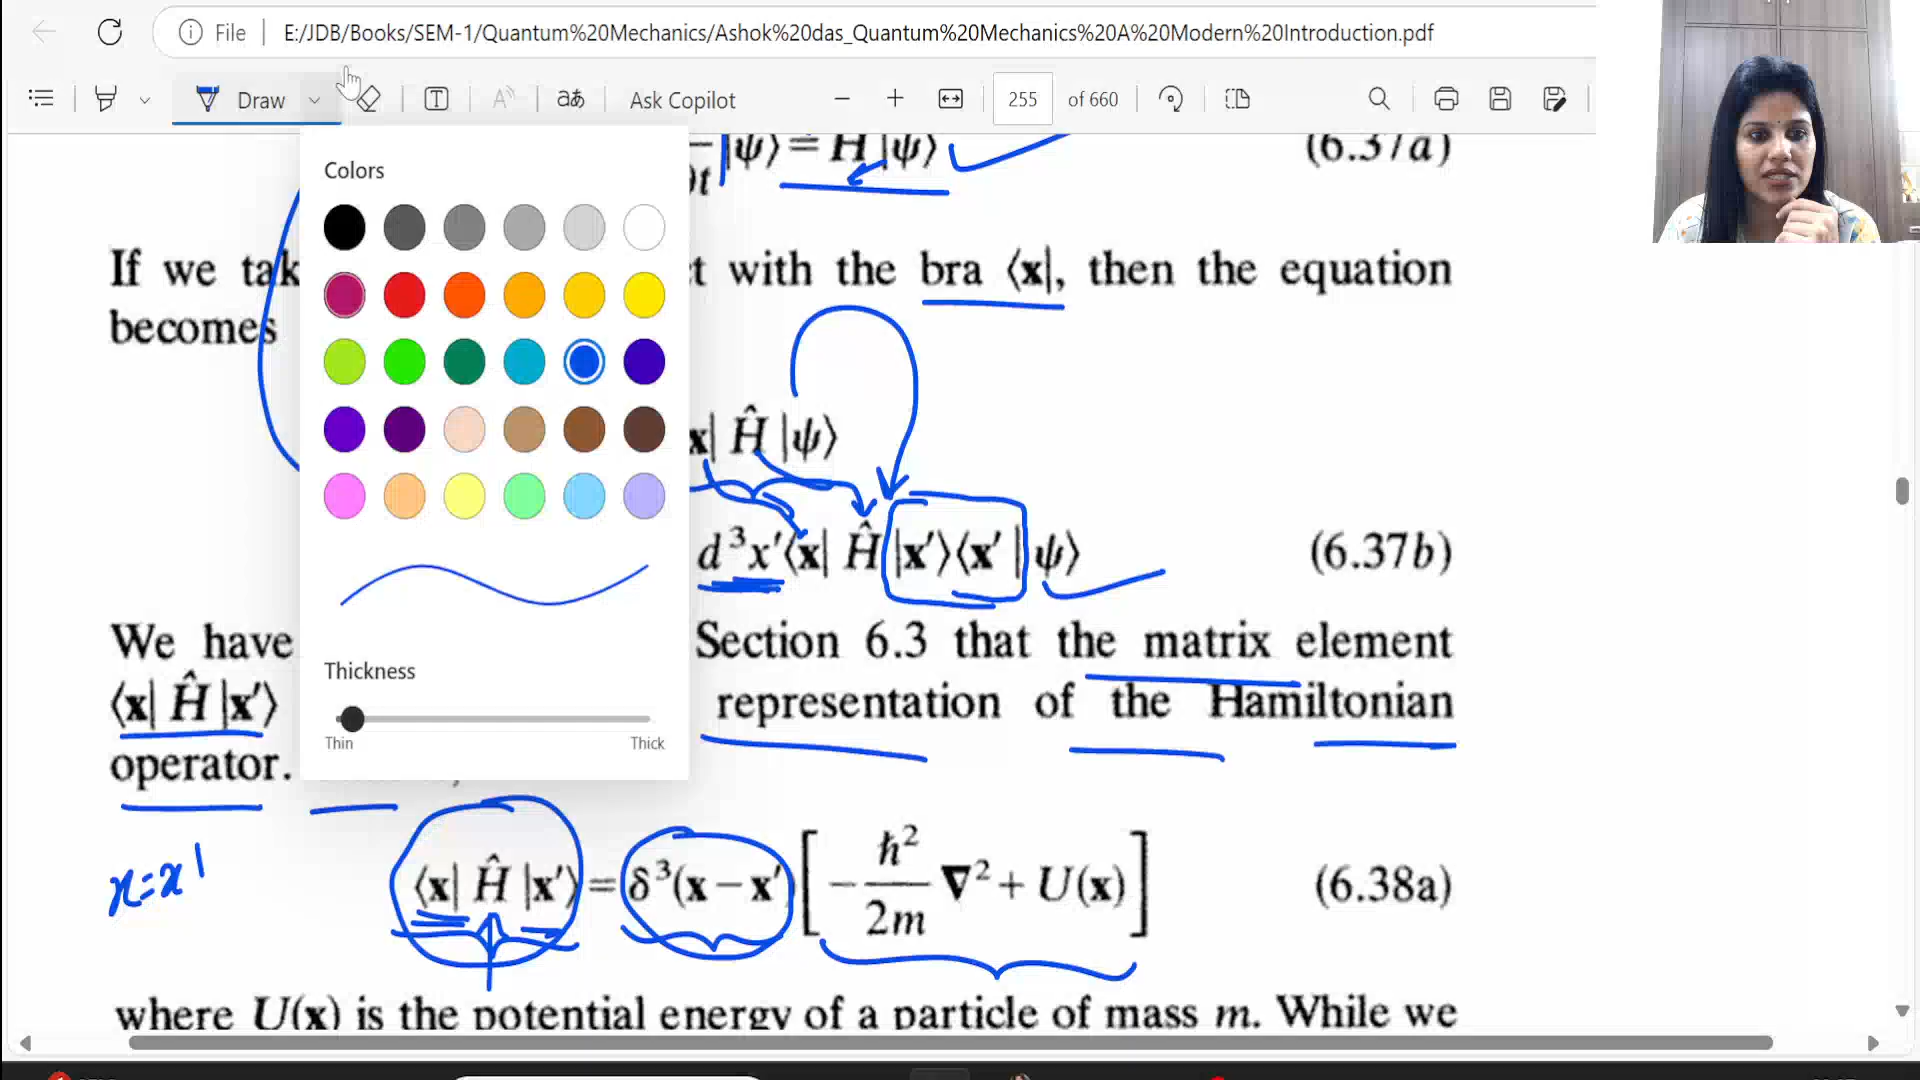 File | E:/JDB/Books/SEM-1/Quantum%20Mechanics/Ashok%20das_Quantum%20Mechanics%20A%20Modern%20Introduction.pdf
Draw T A aあ Ask Copilot − + 255 of 660
Colors
Thickness
Thin Thick
|ψ⟩ = H |ψ⟩ (6.37a)
∂t
If we tak t with the bra ⟨x|, then the equation
becomes
x| Ĥ |ψ⟩
d³x′⟨x| Ĥ |x′⟩⟨x′| ψ⟩ (6.37b)
We have Section 6.3 that the matrix element
⟨x| Ĥ |x′⟩ representation of the Hamiltonian
operator.
x=x'
⟨x| Ĥ |x′⟩ = δ³(x − x′) [ − ħ²/2m ∇² + U(x) ] (6.38a)
where U(x) is the potential energy of a particle of mass m. While we